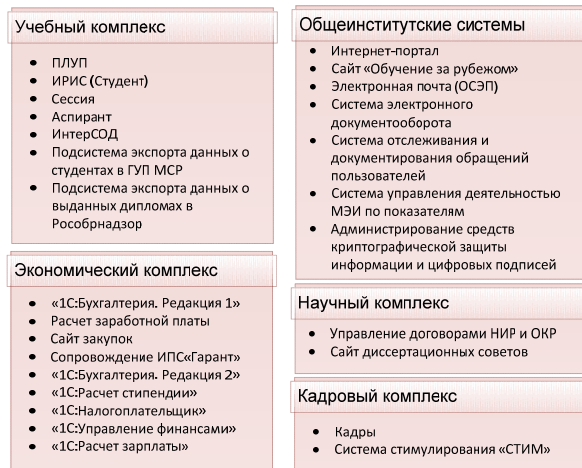 Учебный комплекс
ПЛУП
ИРИС (Студент)
Сессия
Аспирант
ИнтерСОД
Подсистема экспорта данных о
студентах в ГУП МСР
Подсистема экспорта данных о
выданных дипломах в
Рособрнадзор
Экономический комплекс
«1С:Бухгалтерия. Редакция 1»
Расчет заработной платы
Сайт закупок
Сопровождение ИПС«Гарант»
«1С:Бухгалтерия. Редакция 2»
«1С:Расчет стипендии»
«1С:Налогоплательщик»
«1С:Управление финансами»
«1С:Расчет зарплаты»
Общеинститутские системы
Интернет-портал
Сайт «Обучение за рубежом»
Электронная почта (ОСЭП)
Система электронного
документооборота
Система отслеживания и
документирования обращений
пользователей
Система управления деятельностью
МЭИ по показателям
Администрирование средств
криптографической защиты
информации и цифровых подписей
Научный комплекс
Управление договорами НИР и ОКР
Сайт диссертационных советов
Кадровый комплекс
Кадры
Система стимулирования «СТИМ»